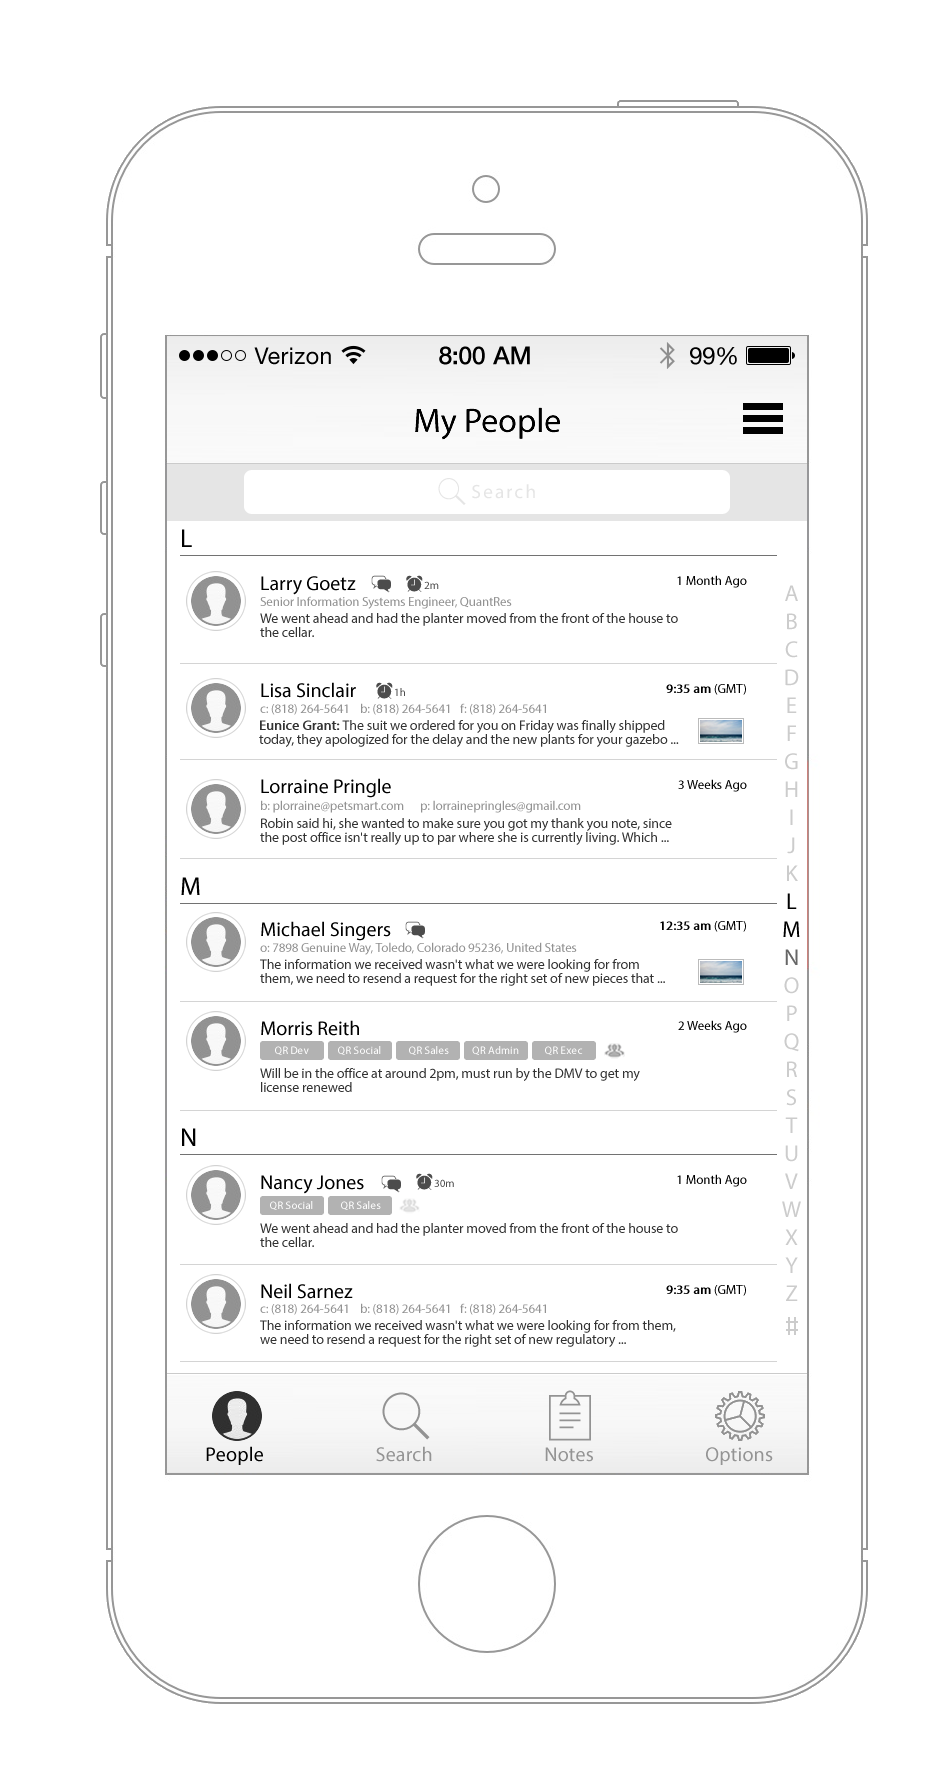 Verizon 8:00 AM 99%
My People
Search
L
Larry Goetz 2m 1 Month Ago
Senior Information Systems Engineer, QuantRes
We went ahead and had the planter moved from the front of the house to
the cellar.
Lisa Sinclair 1h 9:35 am (GMT)
c: (818) 264-5641 b: (818) 264-5641 f: (818) 264-5641
Eunice Grant: The suit we ordered for you on Friday was finally shipped
today, they apologized for the delay and the new plants for your gazebo ...
Lorraine Pringle 3 Weeks Ago
b: plorraine@petsmart.com p: lorrainepringles@gmail.com
Robin said hi, she wanted to make sure you got my thank you note, since
the post office isn't really up to par where she is currently living. Which ...
M
Michael Singers 12:35 am (GMT)
o: 7898 Genuine Way, Toledo, Colorado 95236, United States
The information we received wasn't what we were looking for from
them, we need to resend a request for the right set of new pieces that ...
Morris Reith 2 Weeks Ago
QR Dev QR Social QR Sales QR Admin QR Exec
Will be in the office at around 2pm, must run by the DMV to get my
license renewed
N
Nancy Jones 30m 1 Month Ago
QR Social QR Sales
We went ahead and had the planter moved from the front of the house to
the cellar.
Neil Sarnez 9:35 am (GMT)
c: (818) 264-5641 b: (818) 264-5641 f: (818) 264-5641
The information we received wasn't what we were looking for from them,
we need to resend a request for the right set of new regulatory ...
A
B
C
D
E
F
G
H
I
J
K
L
M
N
O
P
Q
R
S
T
U
V
W
X
Y
Z
#
People Search Notes Options